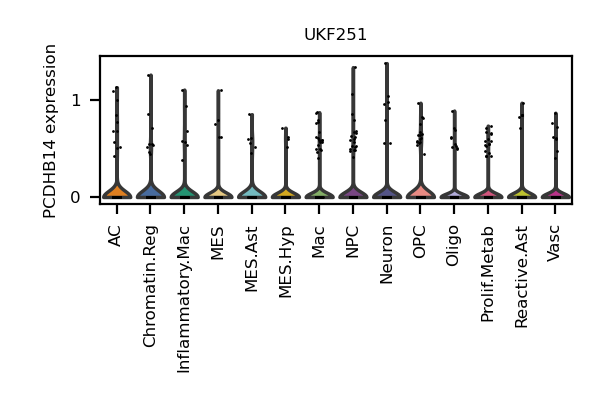 UKF251
PCDHB14 expression
1
0
AC
Chromatin.Reg
Inflammatory.Mac
MES
MES.Ast
MES.Hyp
Mac
NPC
Neuron
OPC
Oligo
Prolif.Metab
Reactive.Ast
Vasc